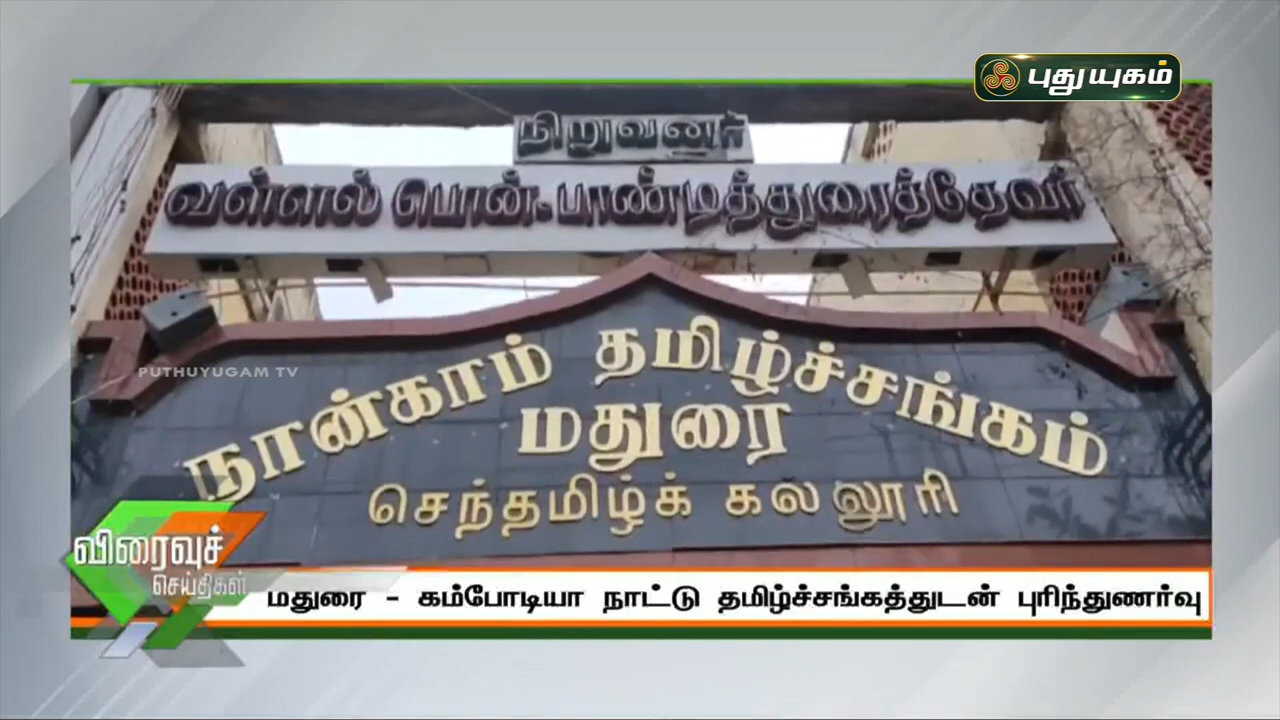 புதுயுகம்
நிறுவனர்
வள்ளல் பொன். பாண்டித்துரைத்தேவர்
நான்காம் தமிழ்ச்சங்கம்
மதுரை
செந்தமிழ்க் கல்லூரி
PUTHUYUGAM TV
விரைவுச்
செய்திகள்
மதுரை - கம்போடியா நாட்டு தமிழ்ச்சங்கத்துடன் புரிந்துணர்வு